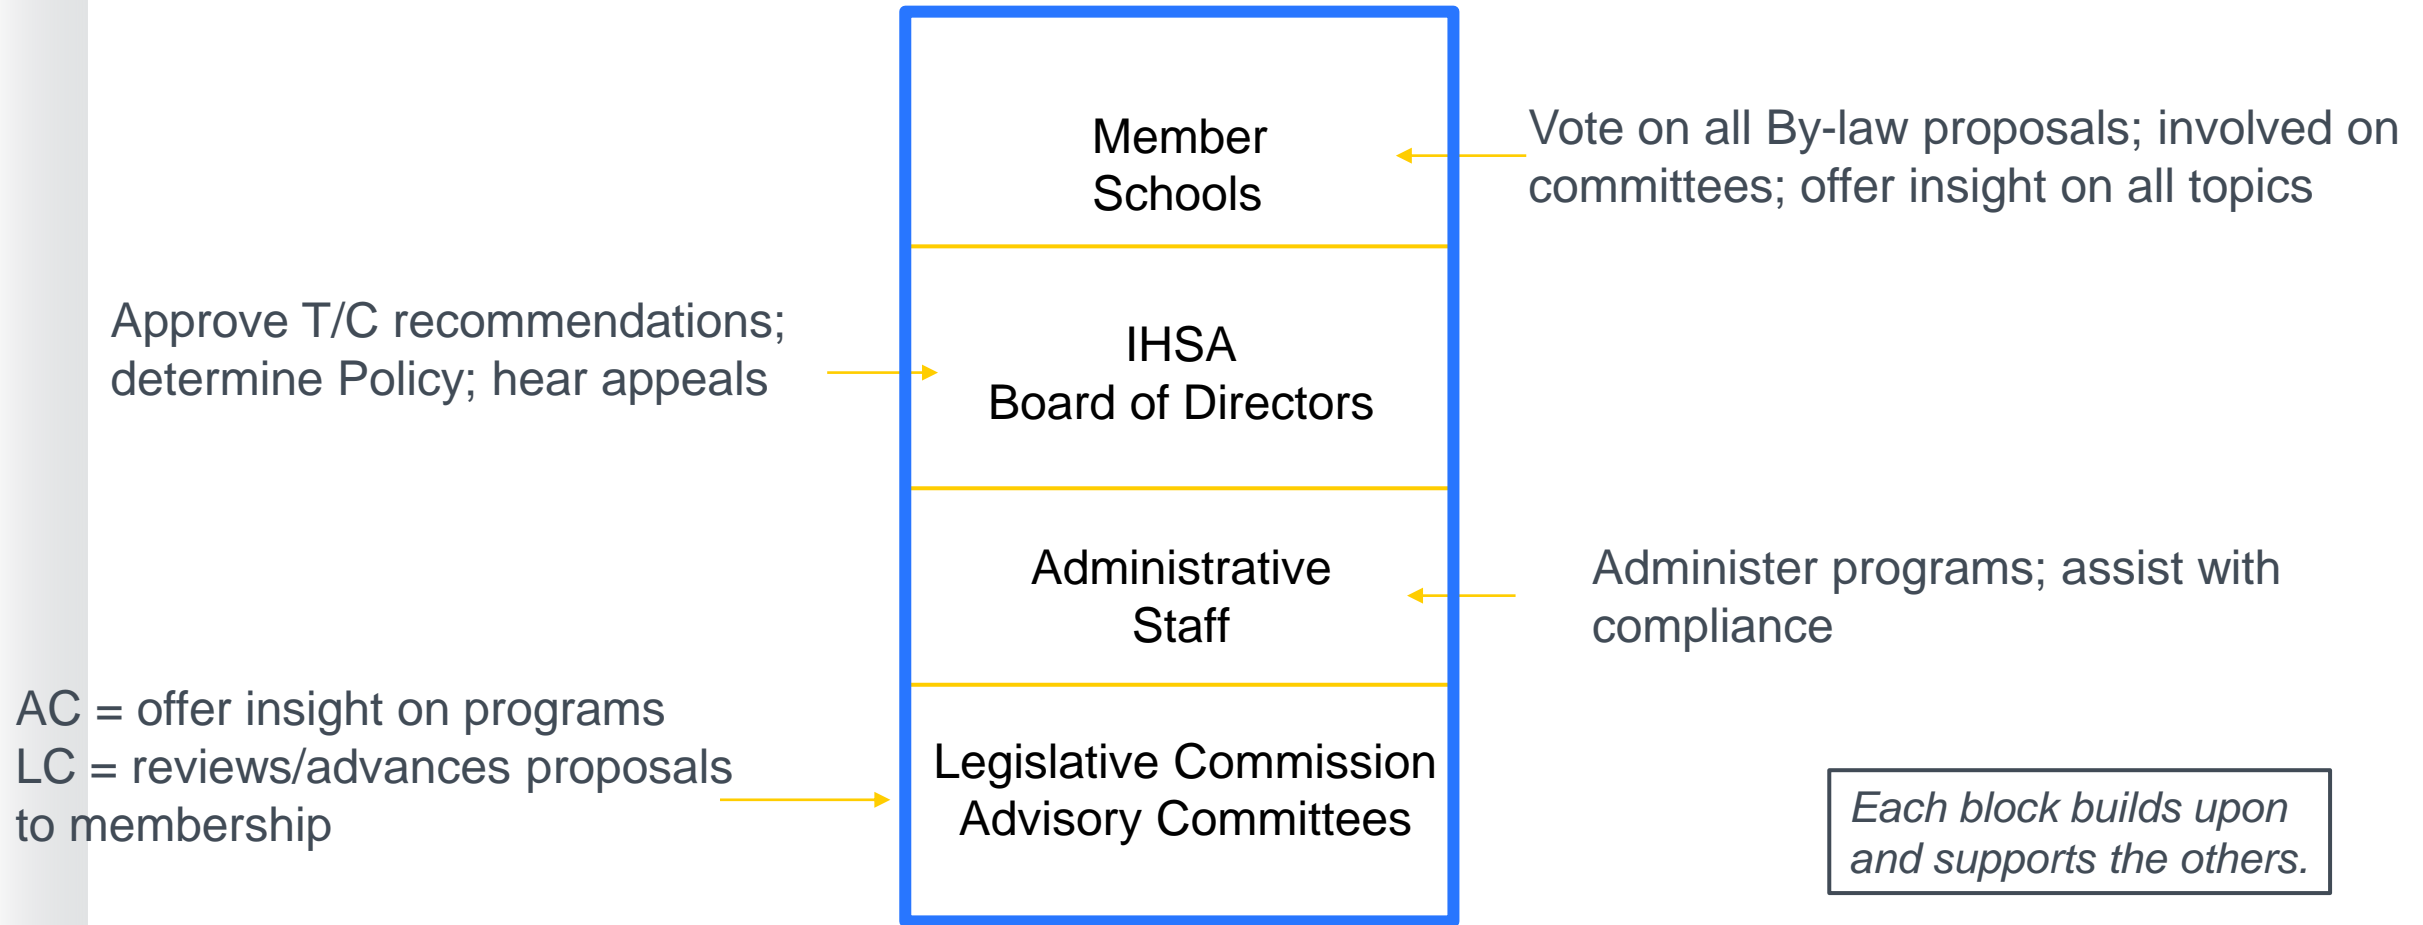 Member
Schools
Vote on all By-law proposals; involved on
committees; offer insight on all topics
Approve T/C recommendations;
determine Policy; hear appeals
IHSA
Board of Directors
Administrative
Staff
Administer programs; assist with
compliance
AC = offer insight on programs
LC = reviews/advances proposals
to membership
Legislative Commission
Advisory Committees
Each block builds upon
and supports the others.